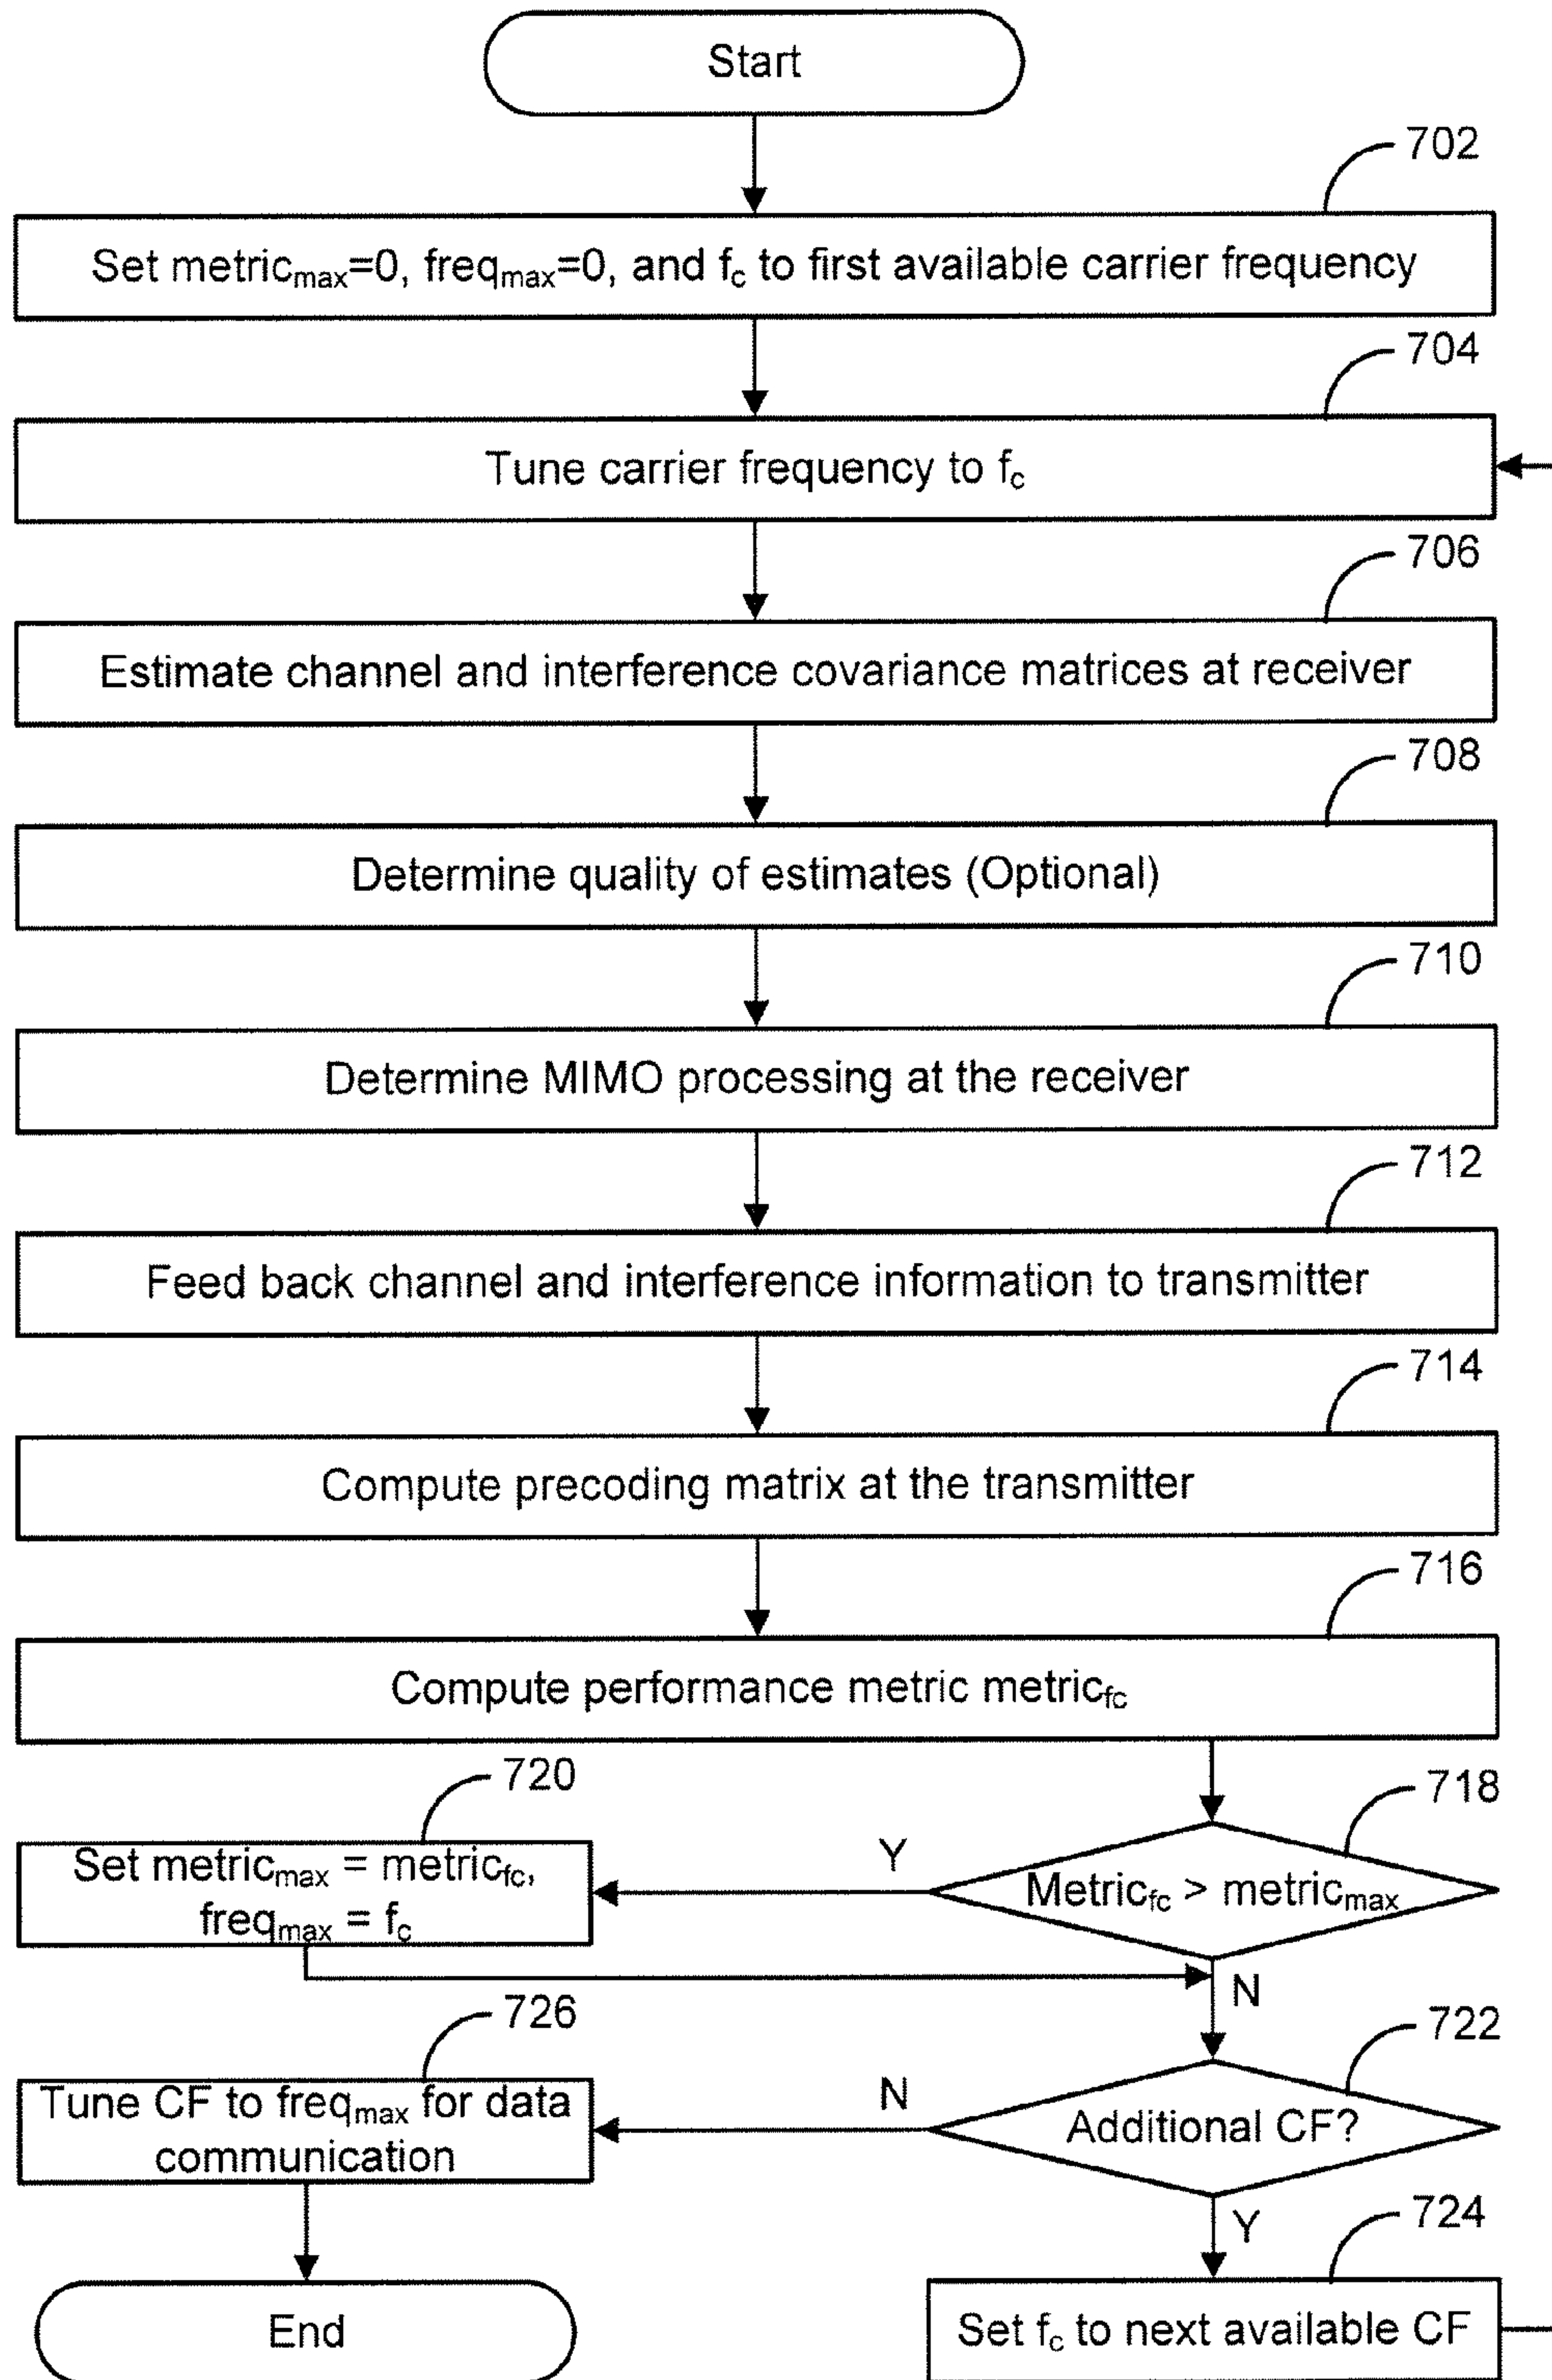 Start
702
Set metricmax=0, freqmax=0, and fc to first available carrier frequency
704
Tune carrier frequency to fc
706
Estimate channel and interference covariance matrices at receiver
708
Determine quality of estimates (Optional)
710
Determine MIMO processing at the receiver
712
Feed back channel and interference information to transmitter
714
Compute precoding matrix at the transmitter
716
Compute performance metric metricfc
720
718
Set metricmax = metricfc,
freqmax = fc
Y
Metricfc > metricmax
N
726
722
Tune CF to freqmax for data
communication
N
Additional CF?
Y
724
End
Set fc to next available CF